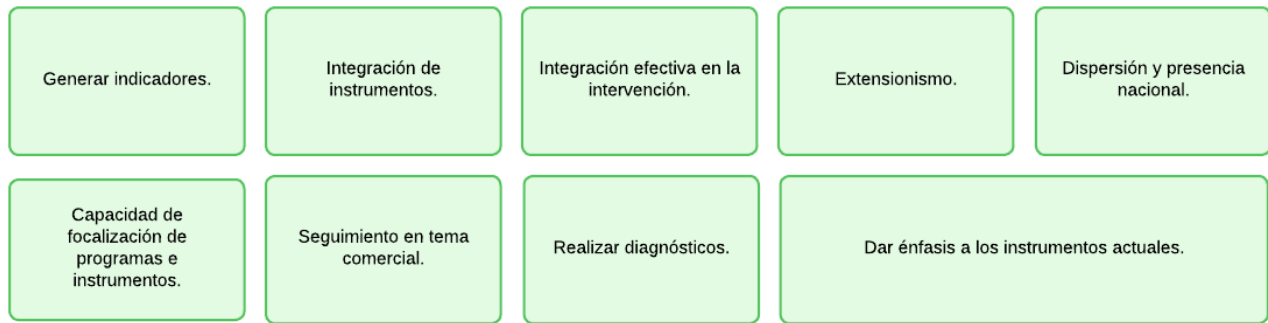 Generar indicadores.
Integración de
instrumentos.
Integración efectiva en la
intervención.
Extensionismo.
Dispersión y presencia
nacional.
Capacidad de
focalización de
programas e
instrumentos.
Seguimiento en tema
comercial.
Realizar diagnósticos.
Dar énfasis a los instrumentos actuales.